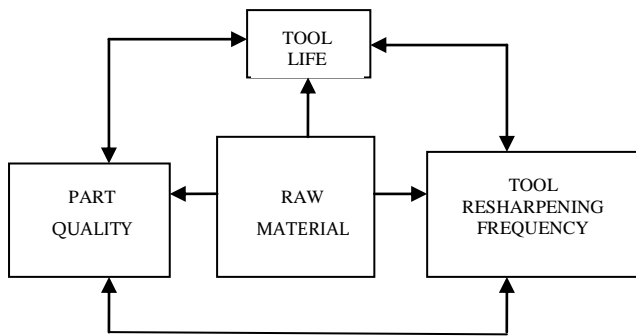 TOOL
LIFE
PART
QUALITY
RAW
MATERIAL
TOOL
RESHARPENING
FREQUENCY